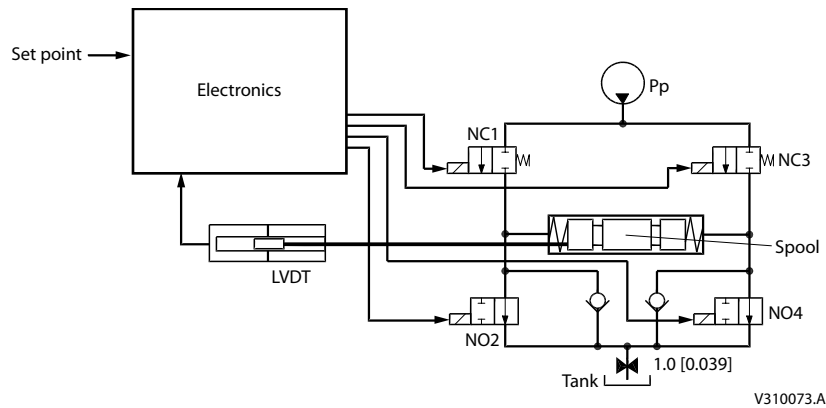 Set point
Electronics
Pp
NC1
NC3
Spool
LVDT
NO2
NO4
1.0 [0.039]
Tank
V310073.A